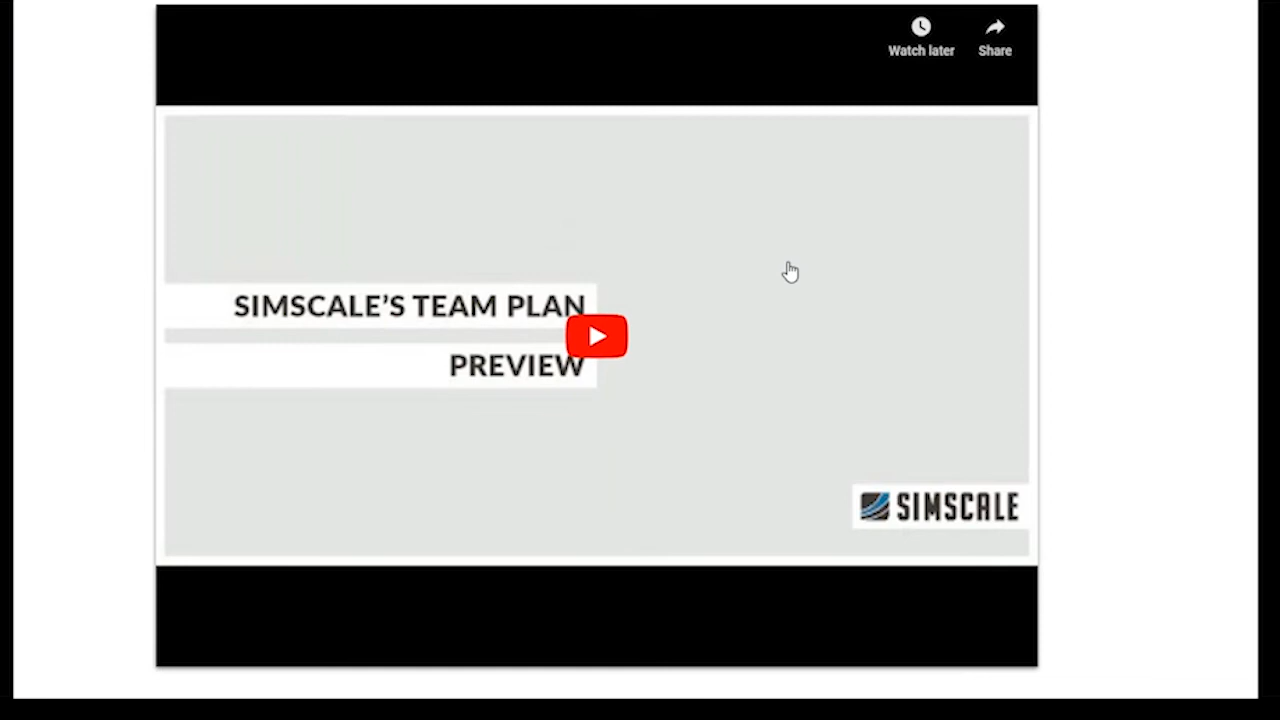 Watch later
Share
SIMSCALE’S TEAM PLAN
PREVIEW
SIMSCALE